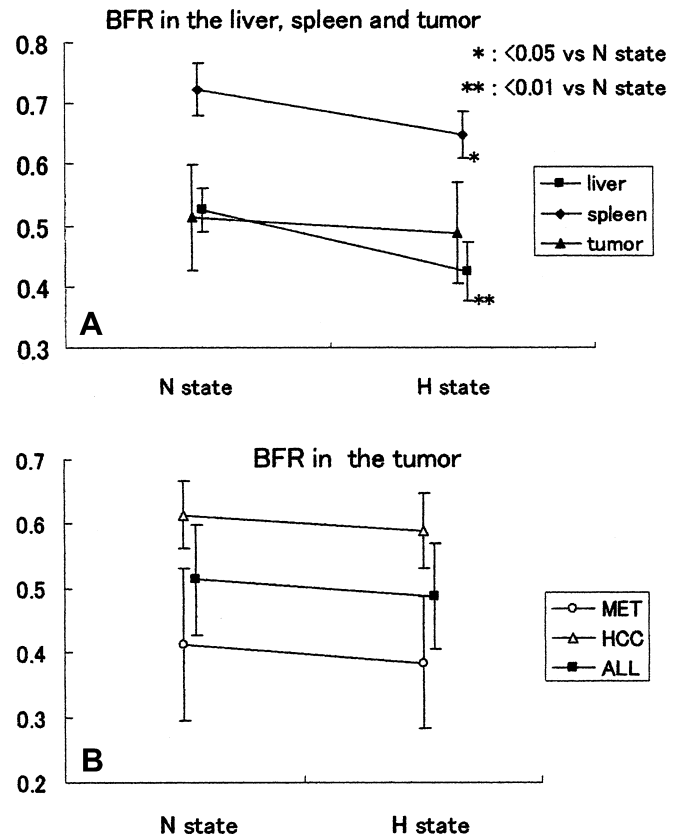 BFR in the liver, spleen and tumor
* : <0.05 vs N state
** : <0.01 vs N state
0.8
0.7
0.6
0.5
0.4
0.3
*
**
liver
spleen
tumor
A
N state
H state
BFR in the tumor
0.7
0.6
0.5
0.4
0.3
0.2
MET
HCC
ALL
B
N state
H state